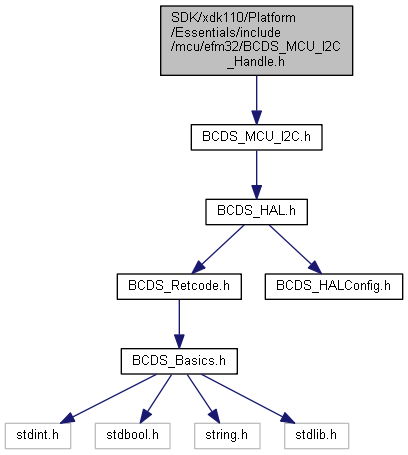 SDK/xdk110/Platform
/Essentials/include
/mcu/efm32/BCDS_MCU_I2C
_Handle.h
BCDS_MCU_I2C.h
BCDS_HAL.h
BCDS_Retcode.h
BCDS_HALConfig.h
BCDS_Basics.h
stdint.h
stdbool.h
string.h
stdlib.h